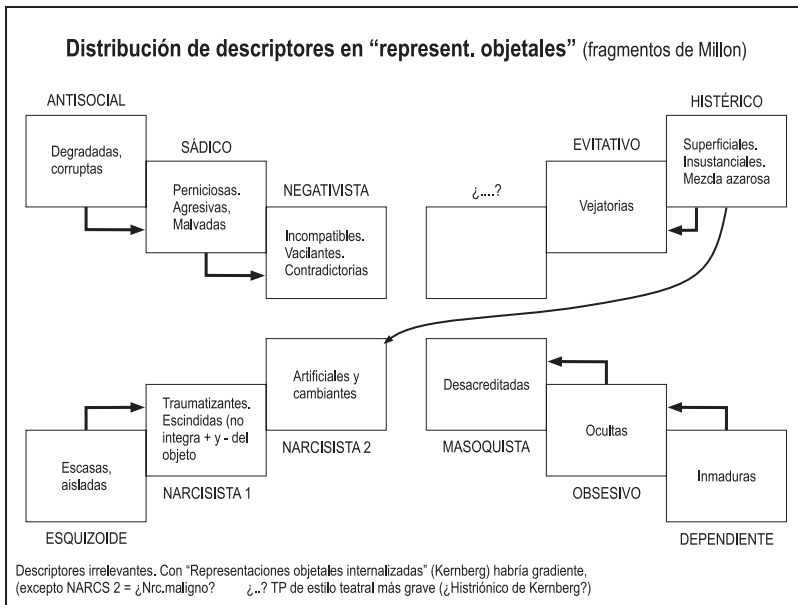 Distribución de descriptores en “represent. objetales” (fragmentos de Millon)
ANTISOCIAL
Degradadas,
corruptas
SÁDICO
Perniciosas.
Agresivas,
Malvadas
NEGATIVISTA
Incompatibles.
Vacilantes.
Contradictorias
¿....?
EVITATIVO
Vejatorias
HISTÉRICO
Superficiales.
Insustanciales.
Mezcla azarosa
Escasas,
aisladas
ESQUIZOIDE
Traumatizantes.
Escindidas (no
integra + y - del
objeto
NARCISISTA 1
Artificiales y
cambiantes
NARCISISTA 2
Desacreditadas
MASOQUISTA
Ocultas
OBSESIVO
Inmaduras
DEPENDIENTE
Descriptores irrelevantes. Con “Representaciones objetales internalizadas” (Kernberg) habría gradiente,
(excepto NARCS 2 = ¿Nrc.maligno? ¿..? TP de estilo teatral más grave (¿Histriónico de Kernberg?)